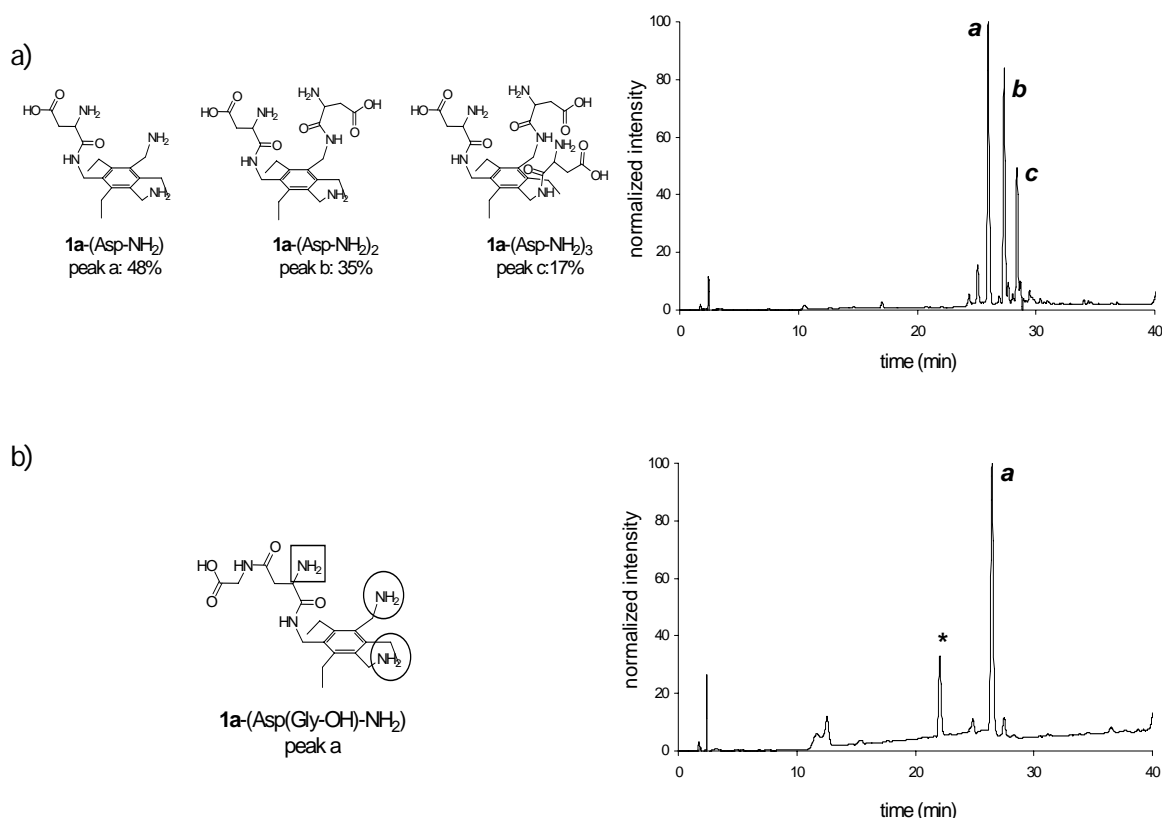 a)
O
HO
NH₂
NH₂
O
HN
NH₂
1a-(Asp-NH₂)
peak a: 48%
O
HO
NH₂
H₂N
O
OH
O
O
NH
HN
NH₂
1a-(Asp-NH₂)₂
peak b: 35%
O
HO
NH₂
H₂N
O
OH
O
O
NH
NH₂
O
O
OH
HN
NH
1a-(Asp-NH₂)₃
peak c:17%
normalized intensity
100
80
60
40
20
0
a
b
c
0 10 20 30 40
time (min)
b)
O
HO
H
N
O
NH₂
O
O
HN
NH₂
NH₂
1a-(Asp(Gly-OH)-NH₂)
peak a
normalized intensity
100
80
60
40
20
0
*
a
0 10 20 30 40
time (min)